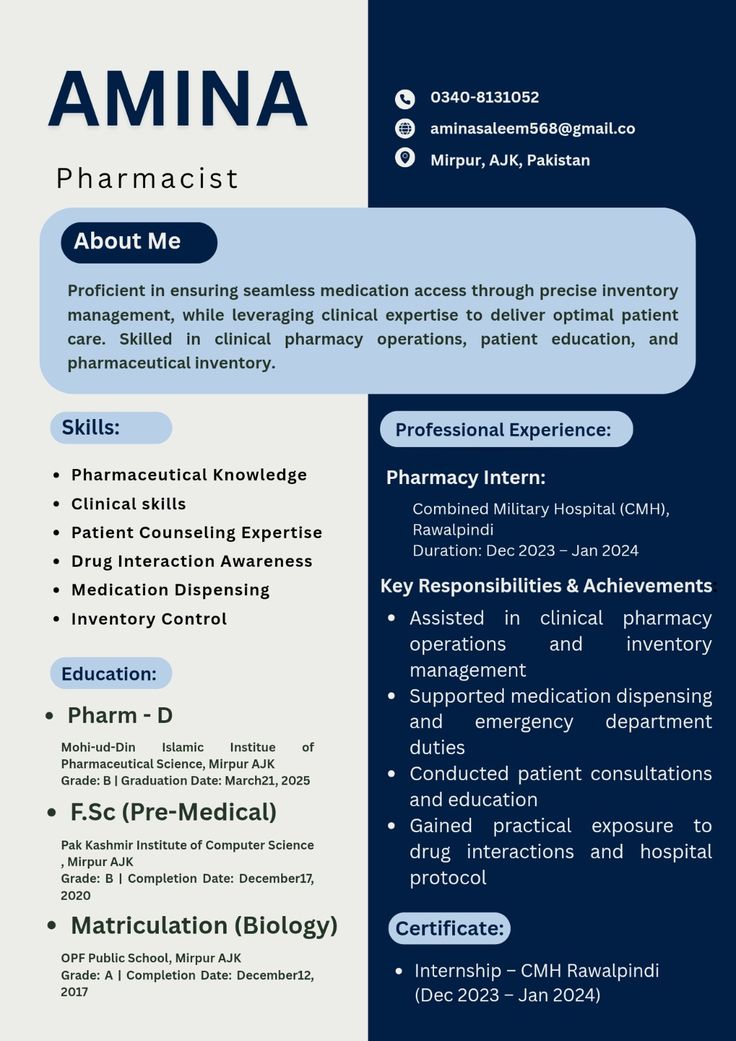 AMINA
Pharmacist
0340-8131052
aminasaleem568@gmail.co
Mirpur, AJK, Pakistan
About Me
Proficient in ensuring seamless medication access through precise inventory
management, while leveraging clinical expertise to deliver optimal patient
care. Skilled in clinical pharmacy operations, patient education, and
pharmaceutical inventory.
Skills:
• Pharmaceutical Knowledge
• Clinical skills
• Patient Counseling Expertise
• Drug Interaction Awareness
• Medication Dispensing
• Inventory Control
Education:
• Pharm - D
Mohi-ud-Din Islamic Institue of
Pharmaceutical Science, Mirpur AJK
Grade: B | Graduation Date: March21, 2025
• F.Sc (Pre-Medical)
Pak Kashmir Institute of Computer Science
, Mirpur AJK
Grade: B | Completion Date: December17,
2020
• Matriculation (Biology)
OPF Public School, Mirpur AJK
Grade: A | Completion Date: December12,
2017
Professional Experience:
Pharmacy Intern:
Combined Military Hospital (CMH),
Rawalpindi
Duration: Dec 2023 – Jan 2024
Key Responsibilities & Achievements:
• Assisted in clinical pharmacy
operations and inventory
management
• Supported medication dispensing
and emergency department
duties
• Conducted patient consultations
and education
• Gained practical exposure to
drug interactions and hospital
protocol
Certificate:
• Internship – CMH Rawalpindi
(Dec 2023 – Jan 2024)